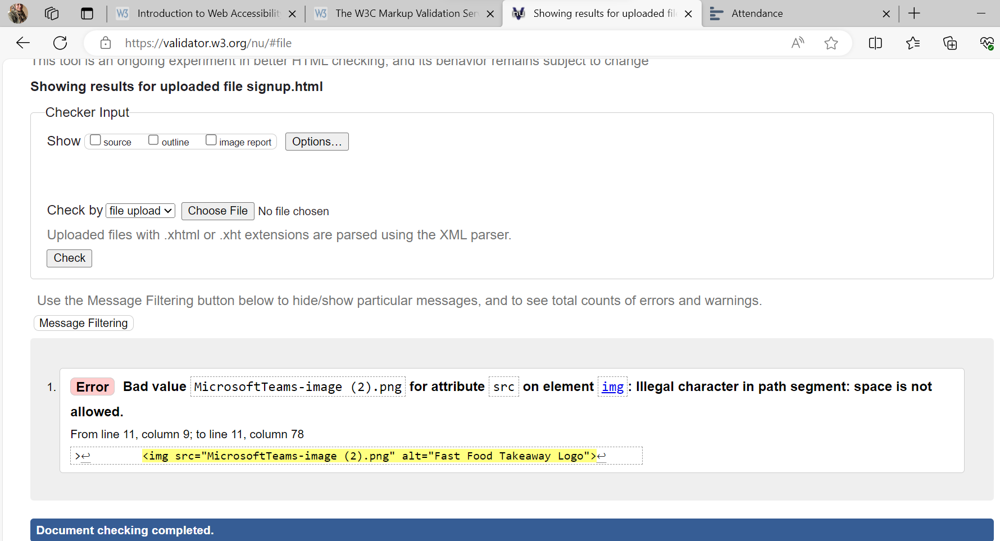 Introduction to Web Accessibilit
The W3C Markup Validation Ser
Showing results for uploaded fil
Attendance
https://validator.w3.org/nu/#file
This tool is an ongoing experiment in better HTML checking, and its behavior remains subject to change
Showing results for uploaded file signup.html
Checker Input
Show source outline image report Options...
Check by file upload Choose File No file chosen
Uploaded files with .xhtml or .xht extensions are parsed using the XML parser.
Check
Use the Message Filtering button below to hide/show particular messages, and to see total counts of errors and warnings.
Message Filtering
1. Error Bad value MicrosoftTeams-image (2).png for attribute src on element img: Illegal character in path segment: space is not
allowed.
From line 11, column 9; to line 11, column 78
>↩ <img src="MicrosoftTeams-image (2).png" alt="Fast Food Takeaway Logo">↩
Document checking completed.